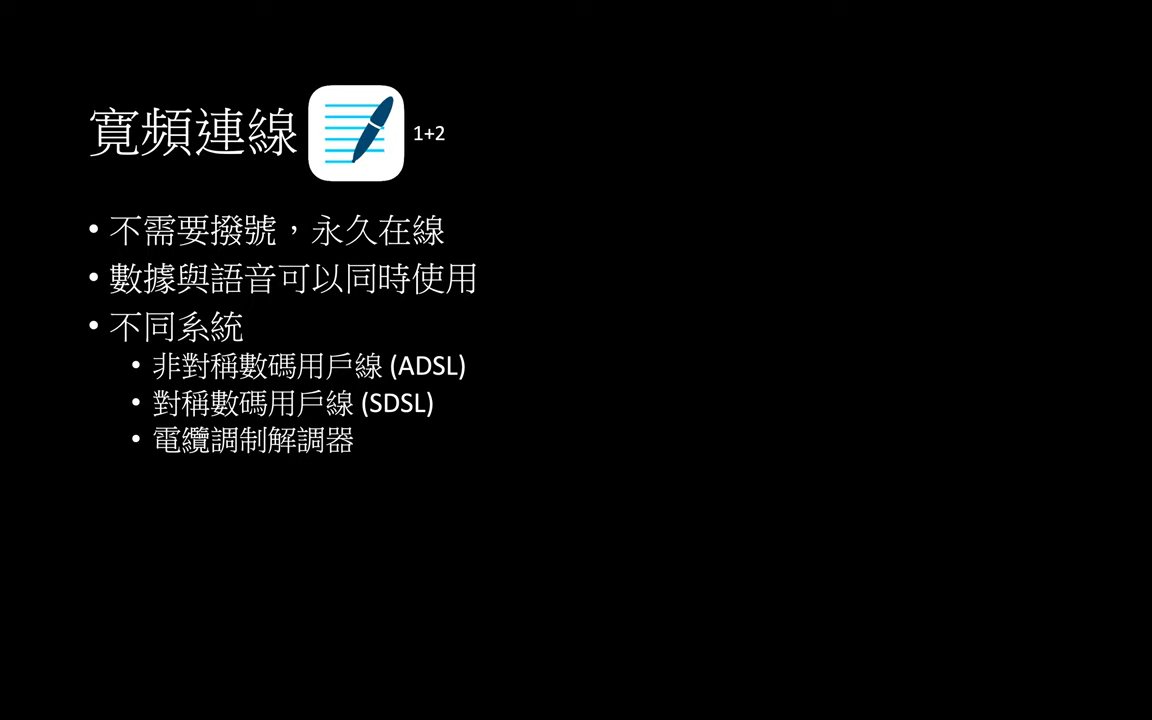 寬頻連線 1+2
• 不需要撥號，永久在線
• 數據與語音可以同時使用
• 不同系統
• 非對稱數碼用戶線 (ADSL)
• 對稱數碼用戶線 (SDSL)
• 電纜調制解調器